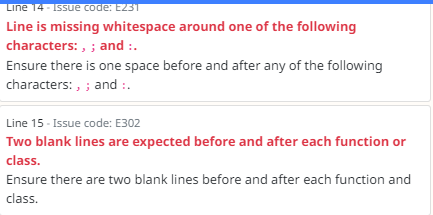 Line 14 - Issue code: E231
Line is missing whitespace around one of the following
characters: , ; and :.
Ensure there is one space before and after any of the following
characters: , ; and :.
Line 15 - Issue code: E302
Two blank lines are expected before and after each function or
class.
Ensure there are two blank lines before and after each function and
class.